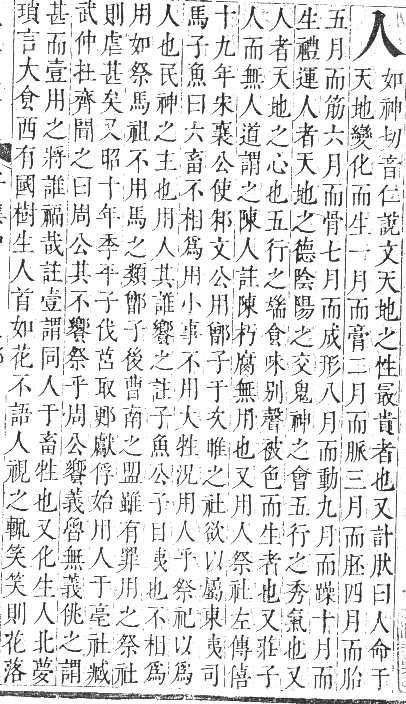 人
如神切音仁說文天地之性最貴者也又計狀曰人命于
天地變化而生一月而膏二月而脈三月而胚四月而胎
五月而筋六月而骨七月而成形八月而動九月而躁十月而
生禮運人者天地之德陰陽之交鬼神之會五行之秀氣也又
人者天地之心也五行之端食味别聲被色而生者也又莊子
人而無人道謂之陳人註陳朽腐無用也又用人祭社左傳僖
十九年宋襄公使邾文公用鄫子于次睢之社欲以屬東夷司
馬子魚曰六畜不相爲用小事不用大牲況用人乎祭祀以爲
人也民神之主也用人其誰饗之註子魚公子目夷也不相爲
用如祭馬祖不用馬之類鄫子後曹南之盟雖有罪用之祭社
則虐甚矣又昭十年季平子伐莒取郠獻俘始用人于亳社臧
武仲在齊聞之曰周公其不饗祭乎周公饗義魯無義佻之謂
甚而壹用之將誰福哉註壹謂同人于畜牲也又化生人北夢
瑣言大食西有國樹生人首如花不語人視之輒笑笑則花落